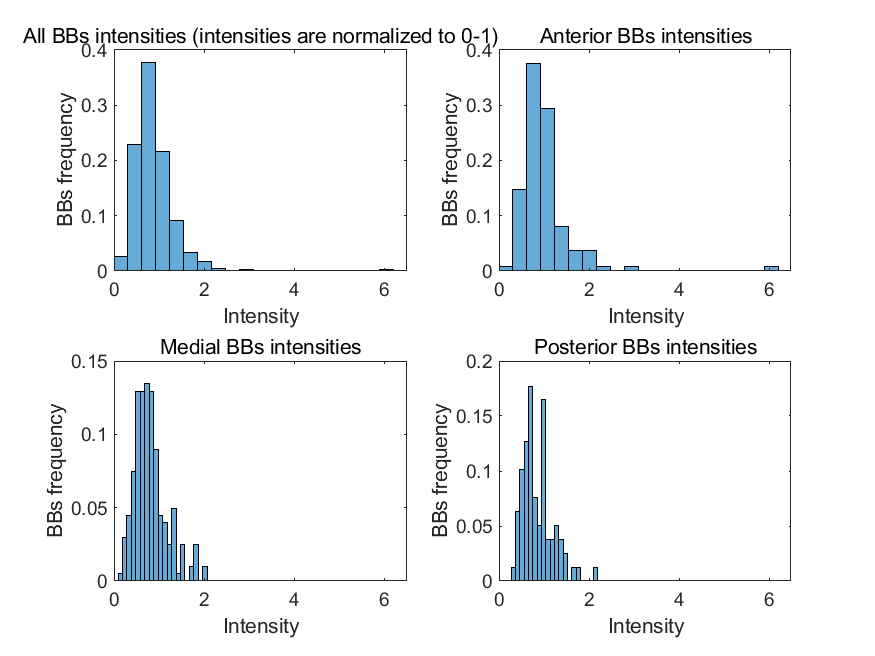 All BBs intensities (intensities are normalized to 0-1)
Anterior BBs intensities
0.4
0.3
0.2
0.1
0
BBs frequency
0 2 4 6
Intensity
0.4
0.3
0.2
0.1
0
BBs frequency
0 2 4 6
Intensity
Medial BBs intensities
Posterior BBs intensities
0.15
0.1
0.05
0
BBs frequency
0 2 4 6
Intensity
0.2
0.15
0.1
0.05
0
BBs frequency
0 2 4 6
Intensity